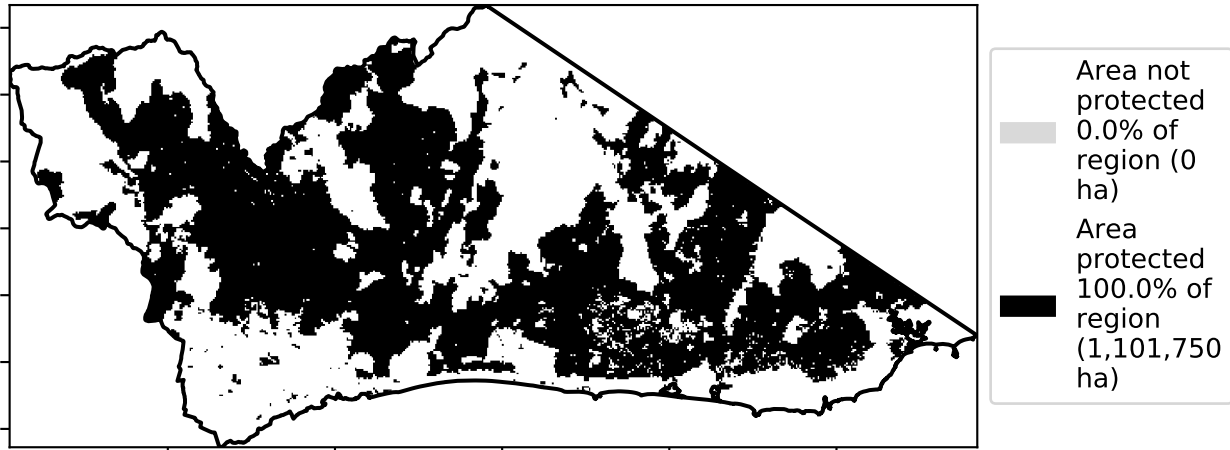 Area not
protected
0.0% of
region (0
ha)
Area
protected
100.0% of
region
(1,101,750
ha)